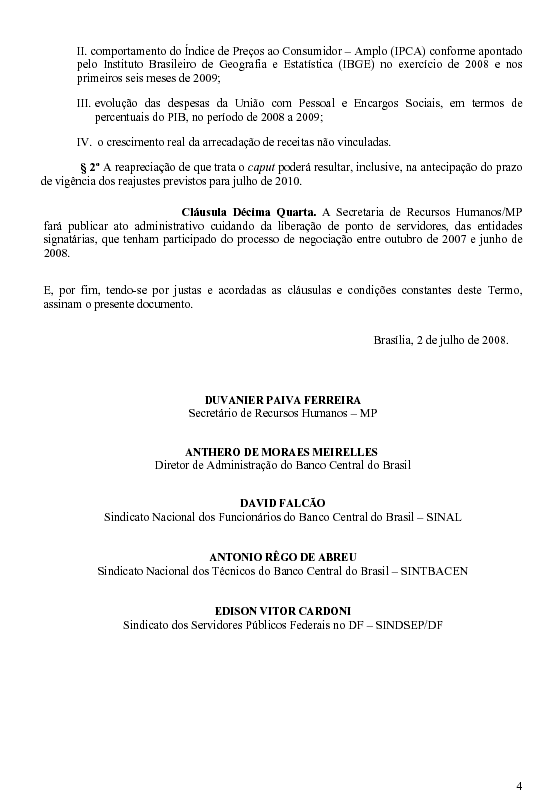 II. comportamento do Índice de Preços ao Consumidor – Amplo (IPCA) conforme apontado
pelo Instituto Brasileiro de Geografia e Estatística (IBGE) no exercício de 2008 e nos
primeiros seis meses de 2009;
III. evolução das despesas da União com Pessoal e Encargos Sociais, em termos de
percentuais do PIB, no período de 2008 a 2009;
IV. o crescimento real da arrecadação de receitas não vinculadas.
§ 2º A reapreciação de que trata o caput poderá resultar, inclusive, na antecipação do prazo
de vigência dos reajustes previstos para julho de 2010.
Cláusula Décima Quarta. A Secretaria de Recursos Humanos/MP
fará publicar ato administrativo cuidando da liberação de ponto de servidores, das entidades
signatárias, que tenham participado do processo de negociação entre outubro de 2007 e junho de
2008.
E, por fim, tendo-se por justas e acordadas as cláusulas e condições constantes deste Termo,
assinam o presente documento.
Brasília, 2 de julho de 2008.
DUVANIER PAIVA FERREIRA
Secretário de Recursos Humanos – MP
ANTHERO DE MORAES MEIRELLES
Diretor de Administração do Banco Central do Brasil
DAVID FALCÃO
Sindicato Nacional dos Funcionários do Banco Central do Brasil – SINAL
ANTONIO RÊGO DE ABREU
Sindicato Nacional dos Técnicos do Banco Central do Brasil – SINTBACEN
EDISON VITOR CARDONI
Sindicato dos Servidores Públicos Federais no DF – SINDSEP/DF
4